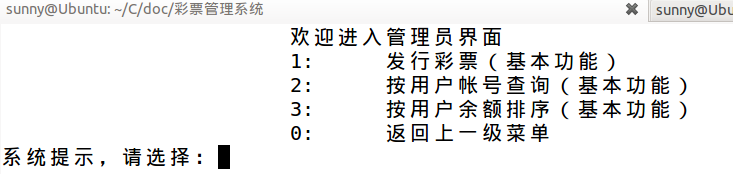 sunny@Ubuntu: ~/C/doc/彩票管理系统 sunny@Ubu
欢迎进入管理员界面
1: 发行彩票(基本功能)
2: 按用户帐号查询(基本功能)
3: 按用户余额排序(基本功能)
0: 返回上一级菜单
系统提示,请选择: